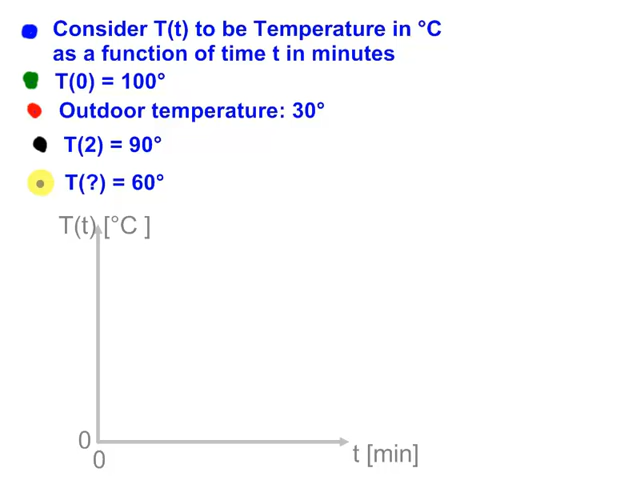 Consider T(t) to be Temperature in °C
as a function of time t in minutes
T(0) = 100°
Outdoor temperature: 30°
T(2) = 90°
T(?) = 60°
T(t) [°C ]
0
0
t [min]